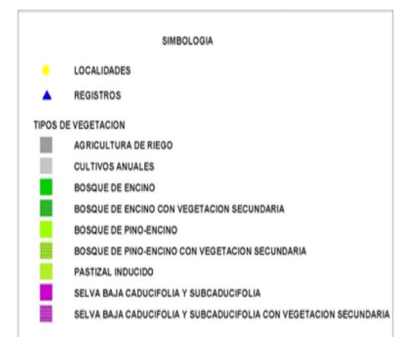 SIMBOLOGIA
LOCALIDADES
REGISTROS
TIPOS DE VEGETACION
AGRICULTURA DE RIEGO
CULTIVOS ANUALES
BOSQUE DE ENCINO
BOSQUE DE ENCINO CON VEGETACION SECUNDARIA
BOSQUE DE PINO-ENCINO
BOSQUE DE PINO-ENCINO CON VEGETACION SECUNDARIA
PASTIZAL INDUCIDO
SELVA BAJA CADUCIFOLIA Y SUBCADUCIFOLIA
SELVA BAJA CADUCIFOLIA Y SUBCADUCIFOLIA CON VEGETACION SECUNDARIA